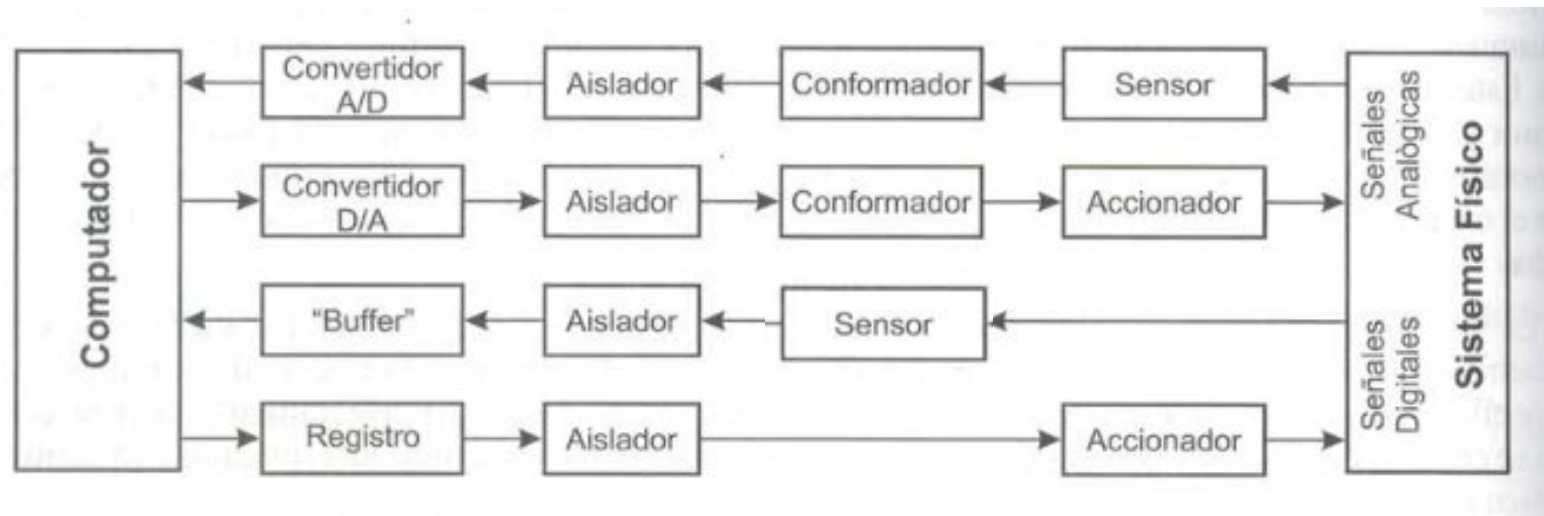 Computador
Convertidor
A/D
Aislador
Conformador
Sensor
Convertidor
D/A
Aislador
Conformador
Accionador
“Buffer”
Aislador
Sensor
Registro
Aislador
Accionador
Señales
Analògicas
Señales
Digitales
Sistema Físico